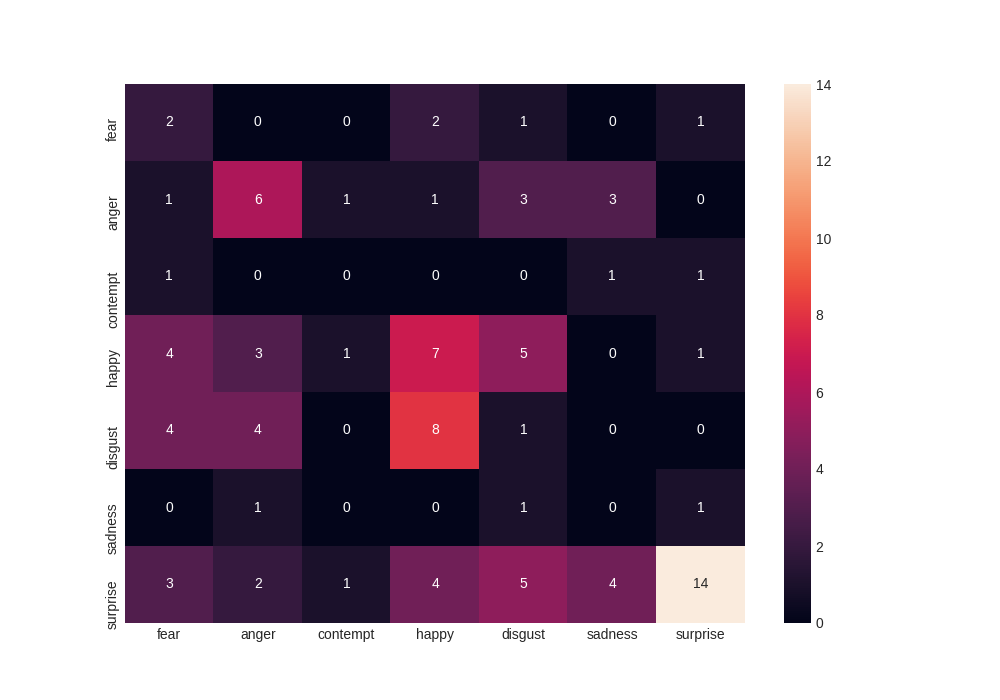 14
fear 2 0 0 2 1 0 1
12
anger 1 6 1 1 3 3 0
10
contempt 1 0 0 0 0 1 1
8
happy 4 3 1 7 5 0 1
6
disgust 4 4 0 8 1 0 0
4
sadness 0 1 0 0 1 0 1
2
surprise 3 2 1 4 5 4 14
0
fear anger contempt happy disgust sadness surprise